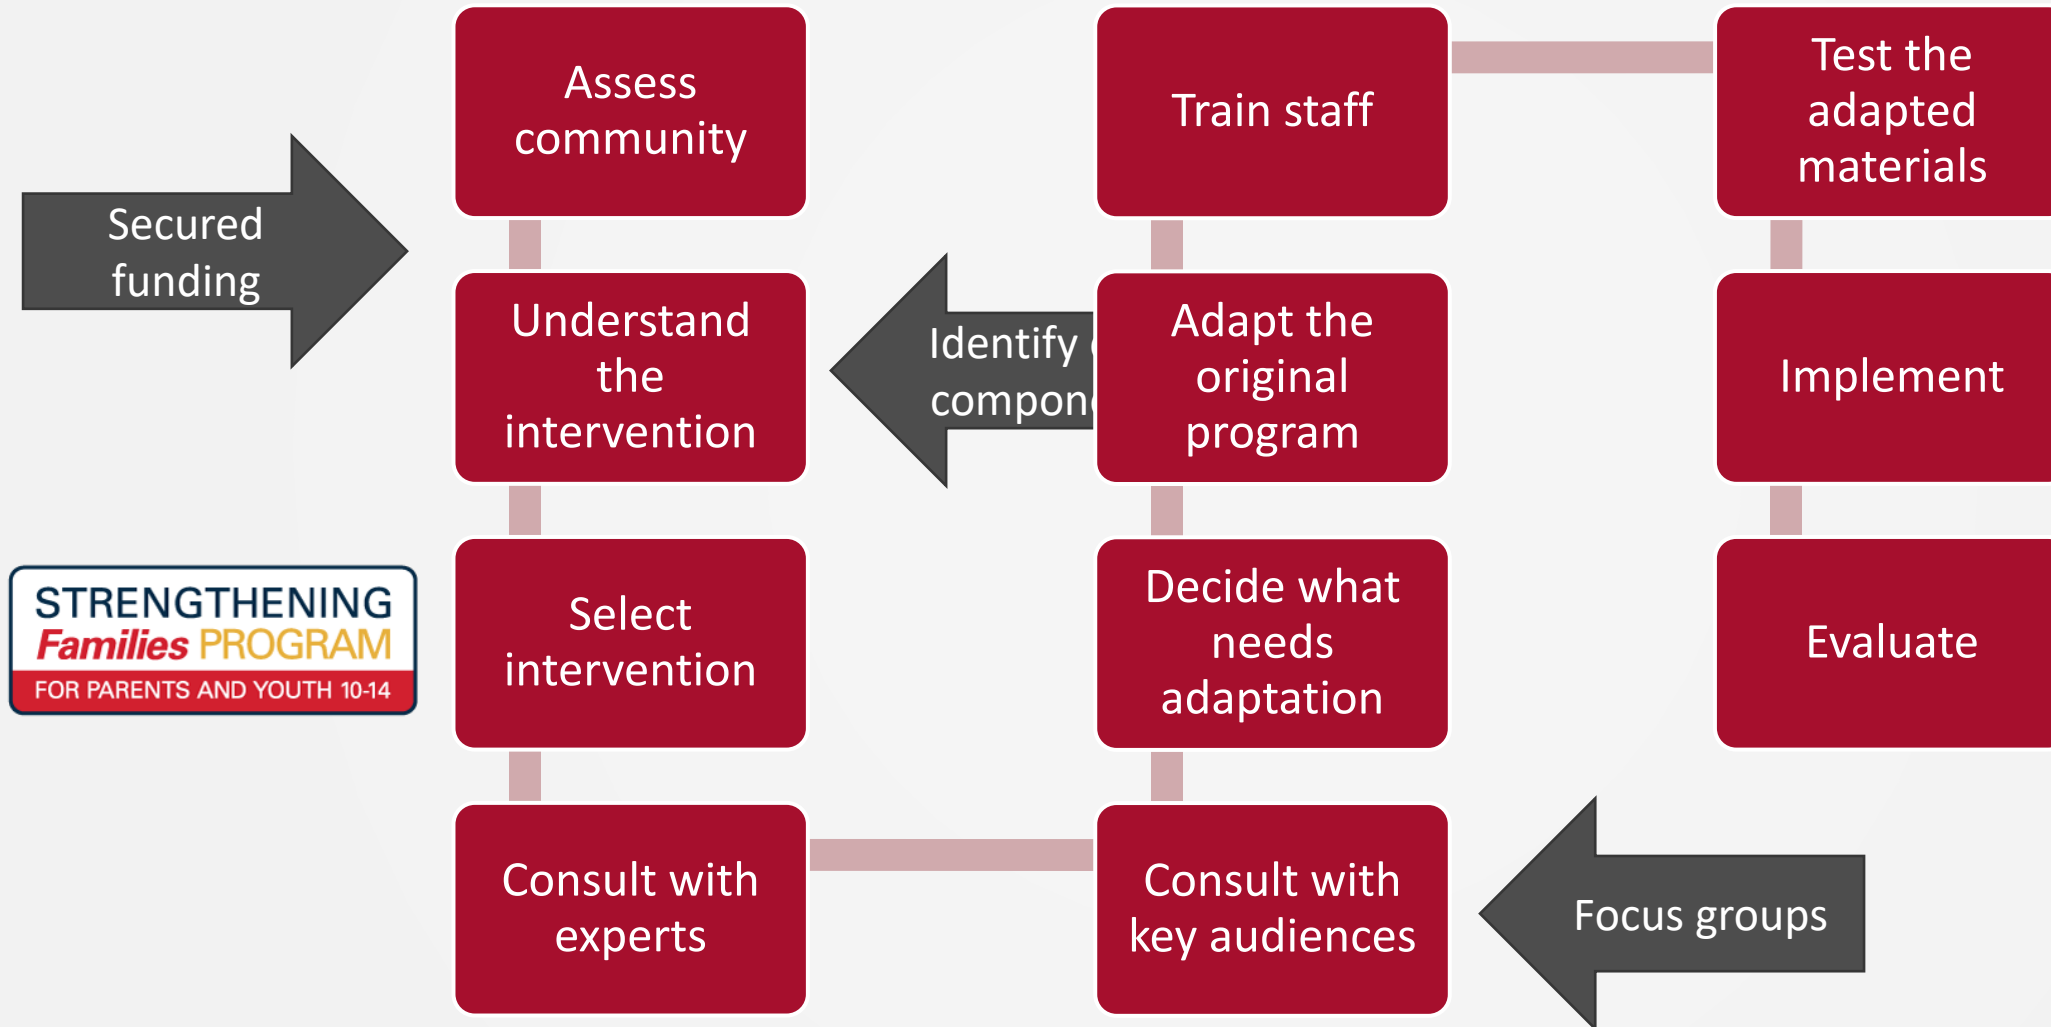 Assess
community
Secured
funding
Understand
the
intervention
Identify
STRENGTHENING
Families PROGRAM
FOR PARENTS AND YOUTH 10-14
Select
intervention
Consult with
experts
Train staff
Adapt the
original
program
Decide what
needs
adaptation
Consult with
key audiences
Focus groups
Test the
adapted
materials
Implement
Evaluate